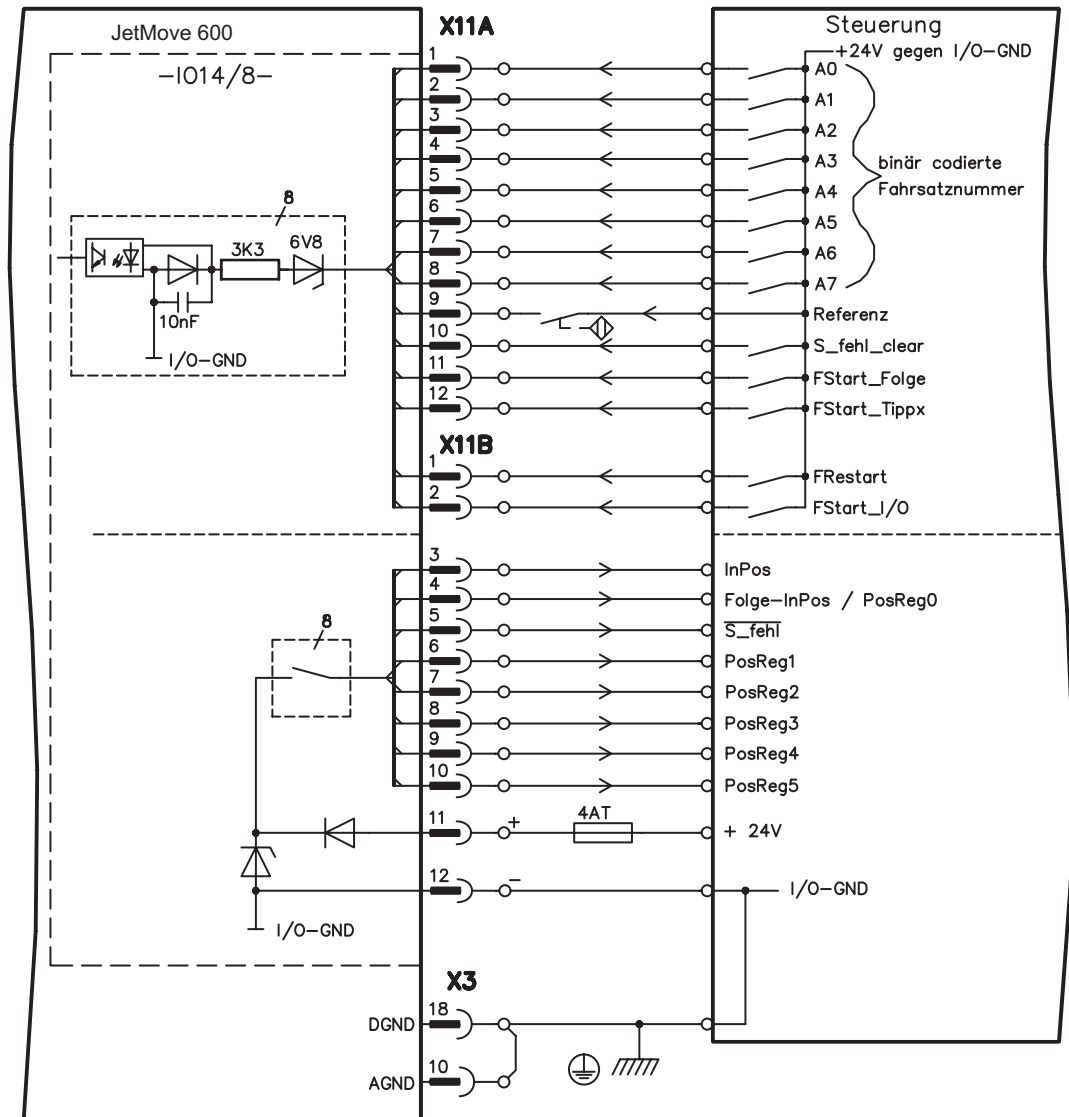 JetMove 600
X11A
Steuerung
+24V gegen I/O-GND
-IO14/8-
1
A0
2
A1
3
A2
4
A3
binär codierte
Fahrsatznummer
5
A4
6
A5
7
A6
8
A7
8
3K3
6V8
10nF
I/O-GND
9
Referenz
10
S_fehl_clear
11
FStart_Folge
12
FStart_Tippx
X11B
1
FRestart
2
FStart_I/O
3
InPos
4
Folge-InPos / PosReg0
5
S_fehl
8
6
PosReg1
7
PosReg2
8
PosReg3
9
PosReg4
10
PosReg5
11
+
4AT
+ 24V
12
−
I/O-GND
I/O-GND
X3
DGND
18
AGND
10